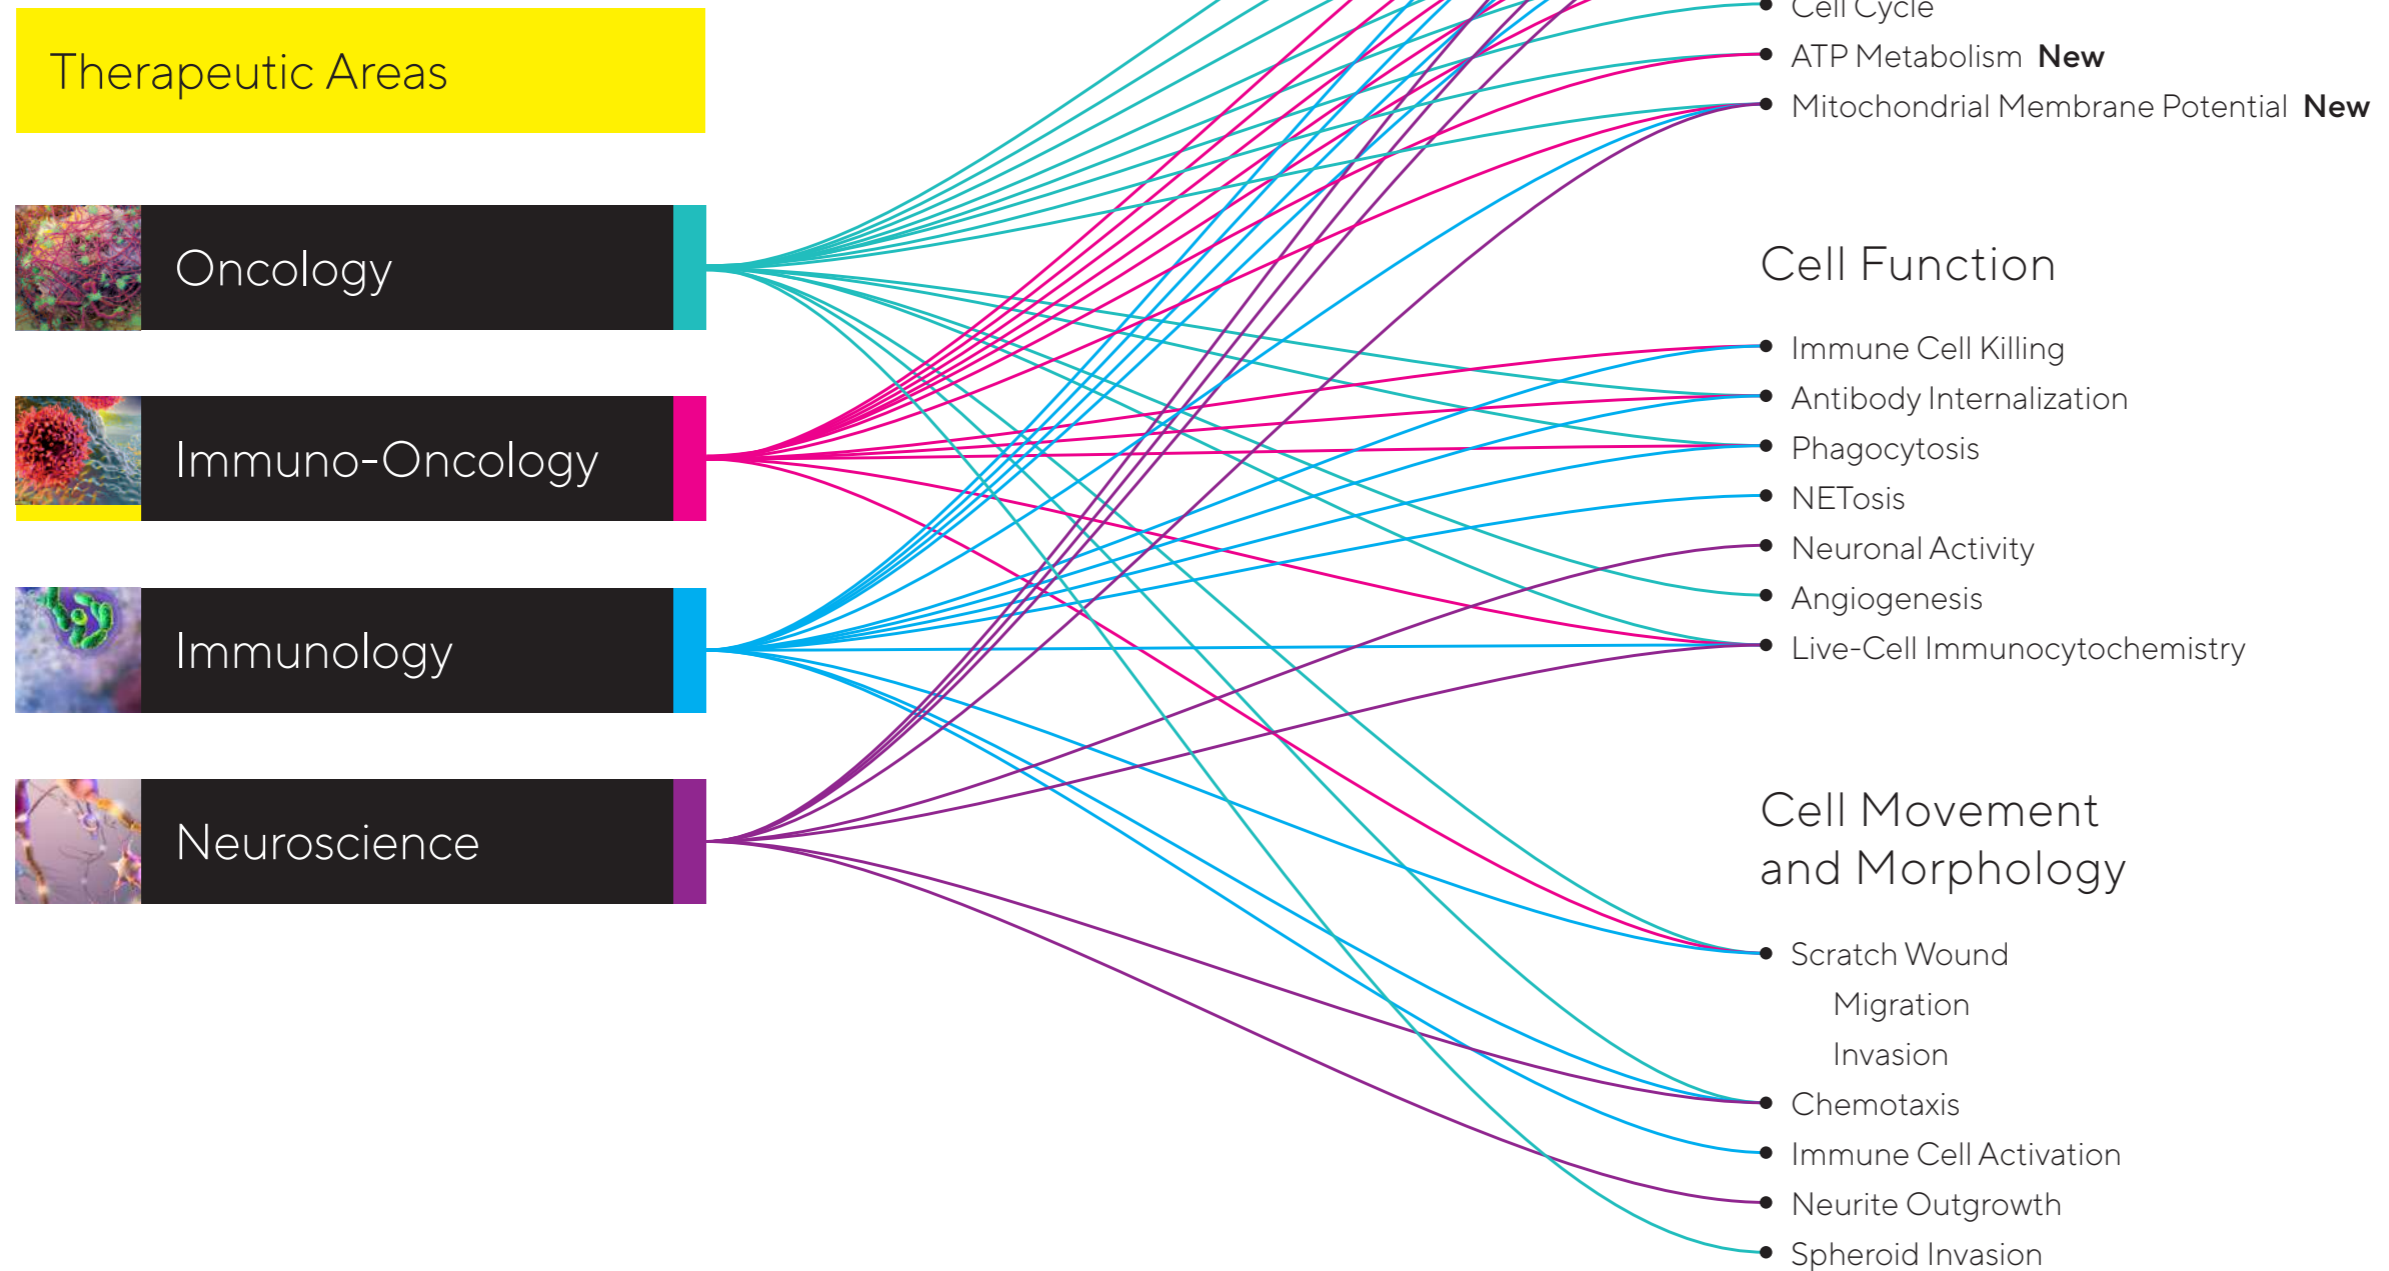 Therapeutic Areas
Oncology
Immuno-Oncology
Immunology
Neuroscience
Cell Cycle
ATP Metabolism New
Mitochondrial Membrane Potential New
Cell Function
Immune Cell Killing
Antibody Internalization
Phagocytosis
NETosis
Neuronal Activity
Angiogenesis
Live-Cell Immunocytochemistry
Cell Movement
and Morphology
Scratch Wound
Migration
Invasion
Chemotaxis
Immune Cell Activation
Neurite Outgrowth
Spheroid Invasion